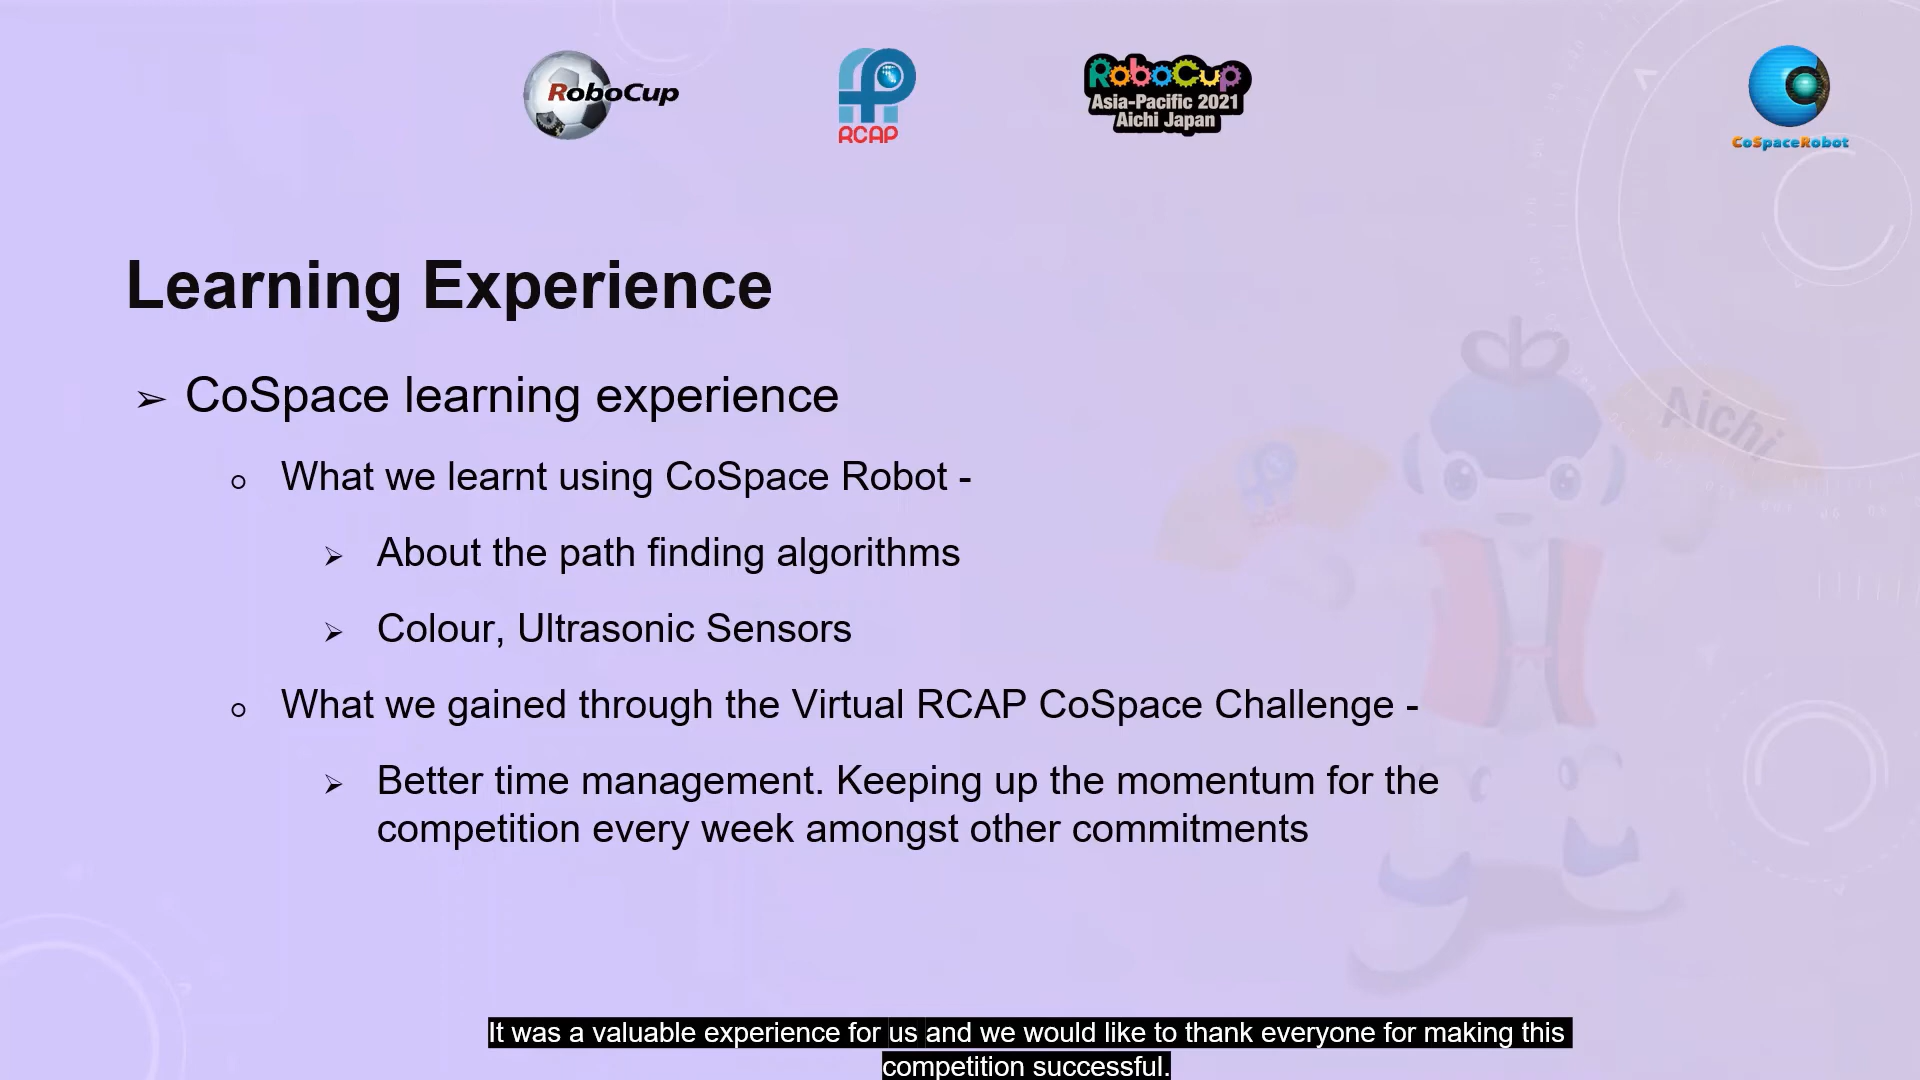 RoboCup
RCAP
RoboCup
Asia-Pacific 2021
Aichi Japan
CoSpaceRobot
Learning Experience
➢ CoSpace learning experience
○ What we learnt using CoSpace Robot -
➢ About the path finding algorithms
➢ Colour, Ultrasonic Sensors
○ What we gained through the Virtual RCAP CoSpace Challenge -
➢ Better time management. Keeping up the momentum for the
competition every week amongst other commitments
Aichi
RCAP
It was a valuable experience for us and we would like to thank everyone for making this
competition successful.